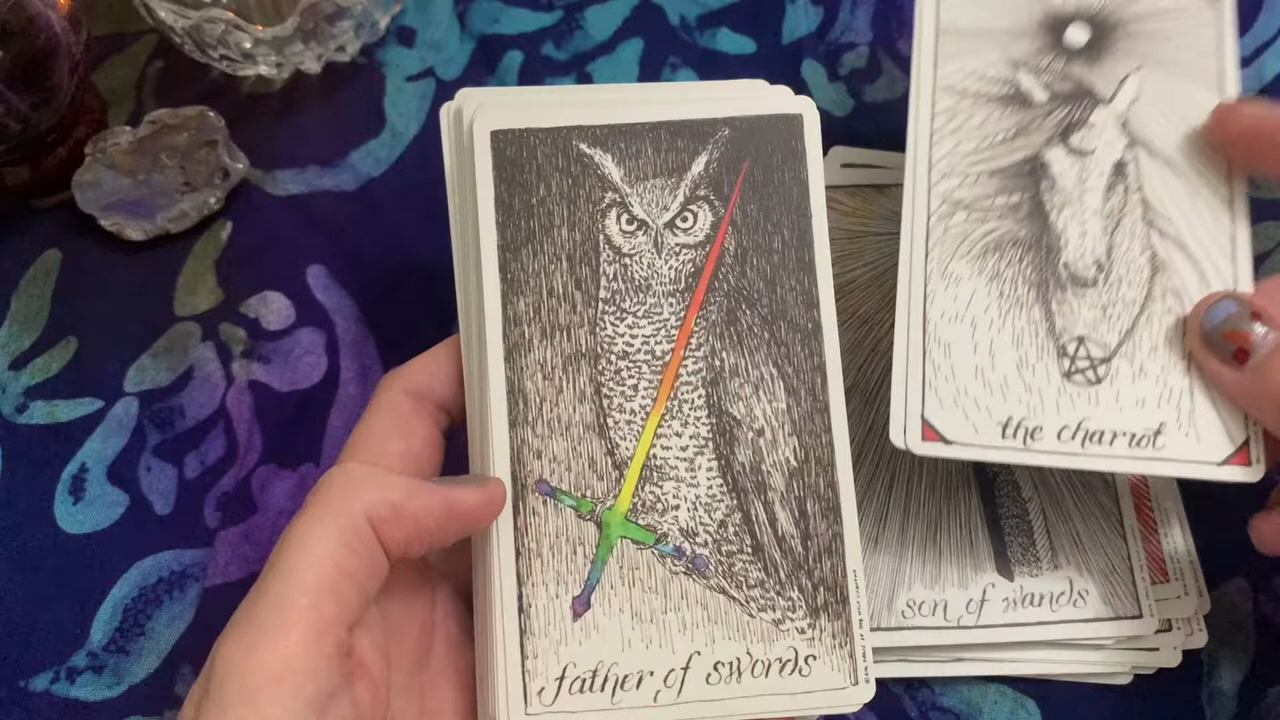 father of swords
the chariot
son of wands